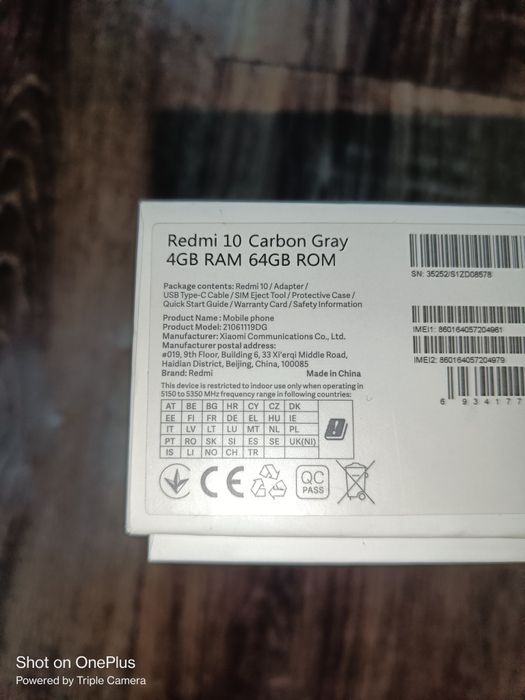 Redmi 10 Carbon Gray
4GB RAM 64GB ROM
Package contents: Redmi 10 / Adapter /
USB Type-C Cable / SIM Eject Tool / Protective Case /
Quick Start Guide / Warranty Card / Safety Information
Product Name: Mobile phone
Product Model: 21061119DG
Manufacturer: Xiaomi Communications Co., Ltd.
Manufacturer postal address:
#019, 9th Floor, Building 6, 33 Xi'erqi Middle Road,
Haidian District, Beijing, China, 100085
Brand: Redmi Made in China
This device is restricted to indoor use only when operating in
5150 to 5350 MHz frequency range in following countries:
AT BE BG HR CY CZ DK
EE FI FR DE EL HU IE
IT LV LT LU MT NL PL
PT RO SK SI ES SE UK(NI)
IS LI NO CH TR
CE
QC
PASS
SN: 35252/S1ZD08578
IMEI1: 860164057204961
IMEI2: 860164057204979
6 934177
Shot on OnePlus
Powered by Triple Camera